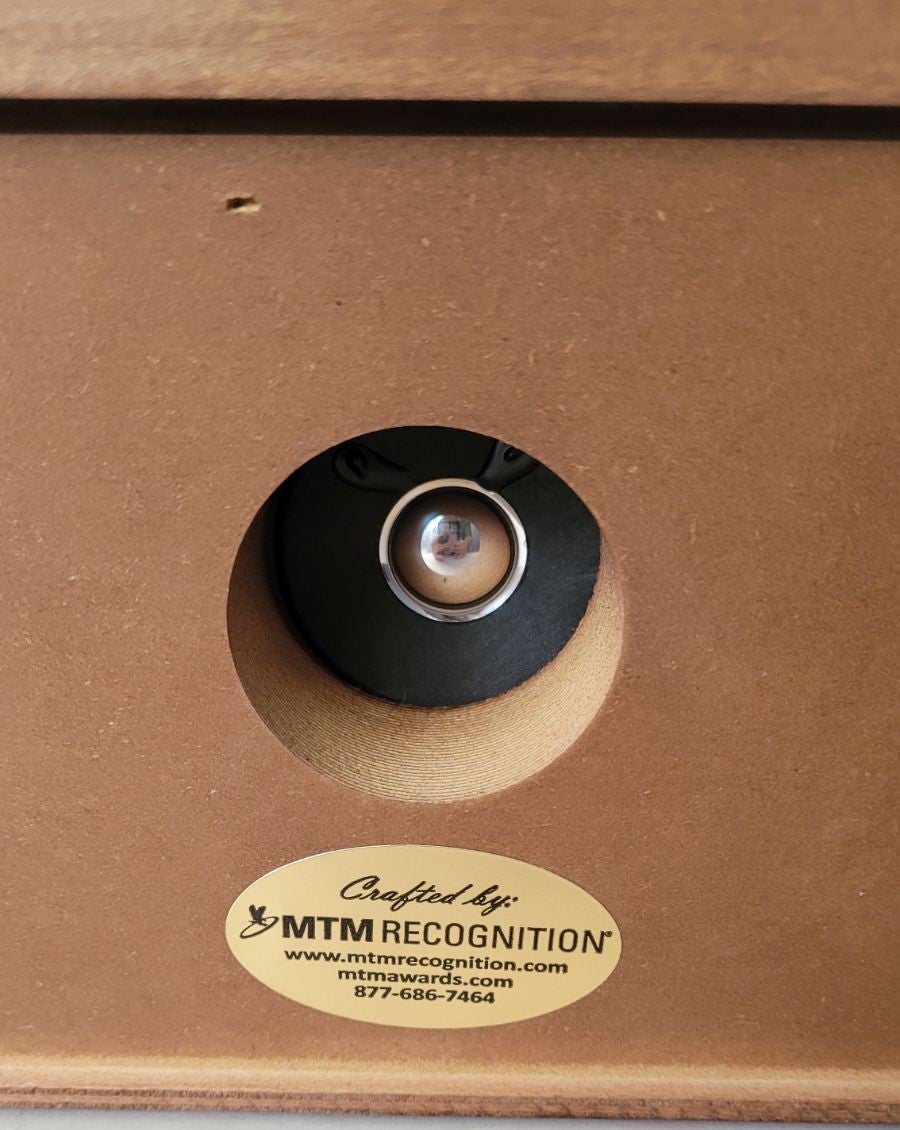 Crafted by:
MTM RECOGNITION®
www.mtmrecognition.com
mtmawards.com
877-686-7464